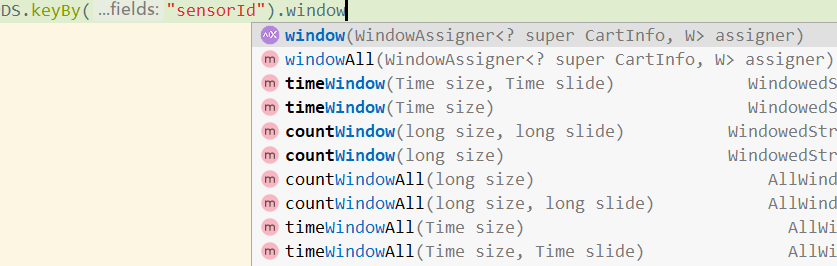 DS.keyBy( ...fields: "sensorId").window
window(WindowAssigner<? super CartInfo, W> assigner)
windowAll(WindowAssigner<? super CartInfo, W> assigner)
timeWindow(Time size, Time slide) WindowedS
timeWindow(Time size) WindowedS
countWindow(long size, long slide) WindowedStr
countWindow(long size) WindowedStr
countWindowAll(long size) AllWind
countWindowAll(long size, long slide) AllWind
timeWindowAll(Time size) AllWi
timeWindowAll(Time size, Time slide) AllWi